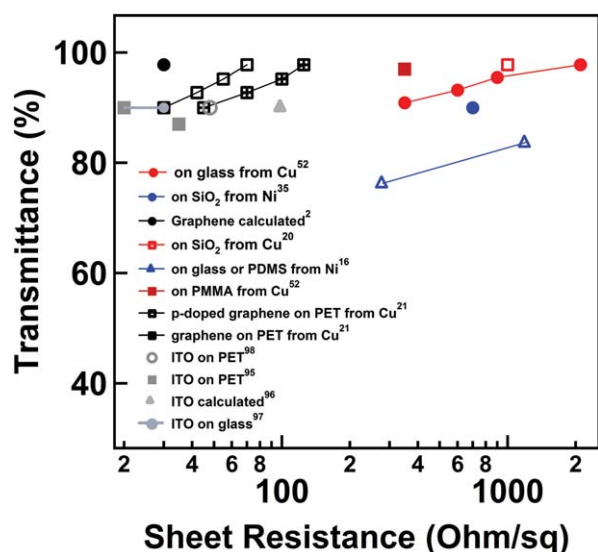 Transmittance (%)
100
80
60
40
on glass from Cu⁵²
on SiO₂ from Ni³⁵
Graphene calculated²
on SiO₂ from Cu²⁰
on glass or PDMS from Ni¹⁶
on PMMA from Cu⁵²
p-doped graphene on PET from Cu²¹
graphene on PET from Cu²¹
ITO on PET⁹⁸
ITO on PET⁹⁵
ITO calculated⁹⁶
ITO on glass⁹⁷
2 4 6 8 2 4 6 8 2
100 1000
Sheet Resistance (Ohm/sq)